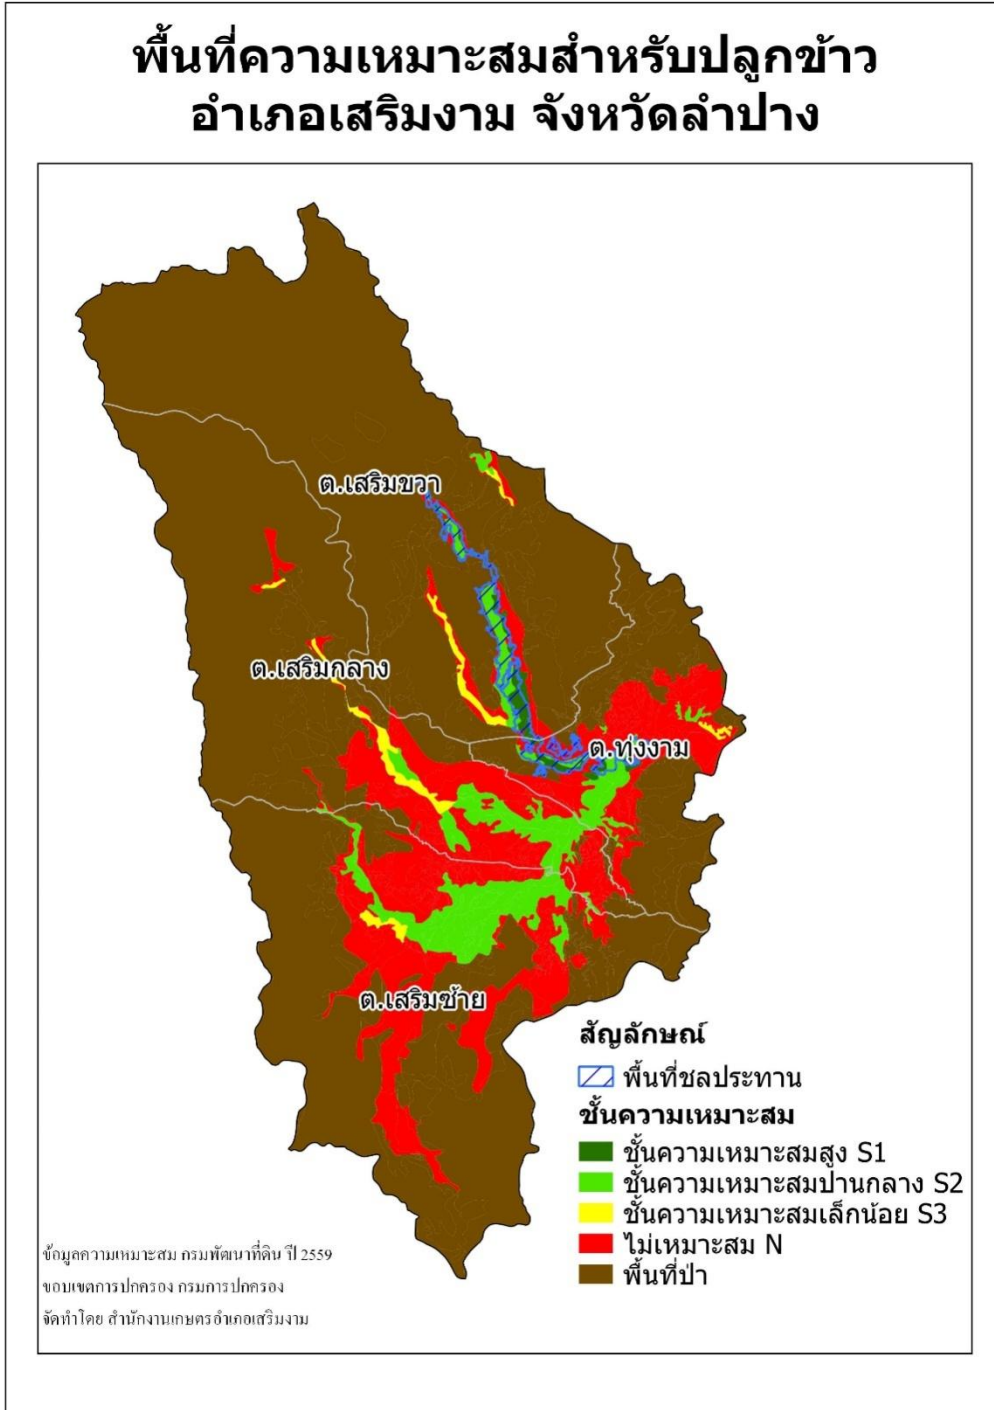 พื้นที่ความเหมาะสมสำหรับปลูกข้าว
อำเภอเสริมงาม จังหวัดลำปาง
ต.เสริมขวา
ต.เสริมกลาง
ต.ทุ่งงาม
ต.เสริมซ้าย
สัญลักษณ์
พื้นที่ชลประทาน
ชั้นความเหมาะสม
ชั้นความเหมาะสมสูง S1
ชั้นความเหมาะสมปานกลาง S2
ชั้นความเหมาะสมเล็กน้อย S3
ไม่เหมาะสม N
พื้นที่ป่า
ข้อมูลความเหมาะสม กรมพัฒนาที่ดิน ปี 2559
ขอบเขตการปกครอง กรมการปกครอง
จัดทำโดย สำนักงานเกษตรอำเภอเสริมงาม